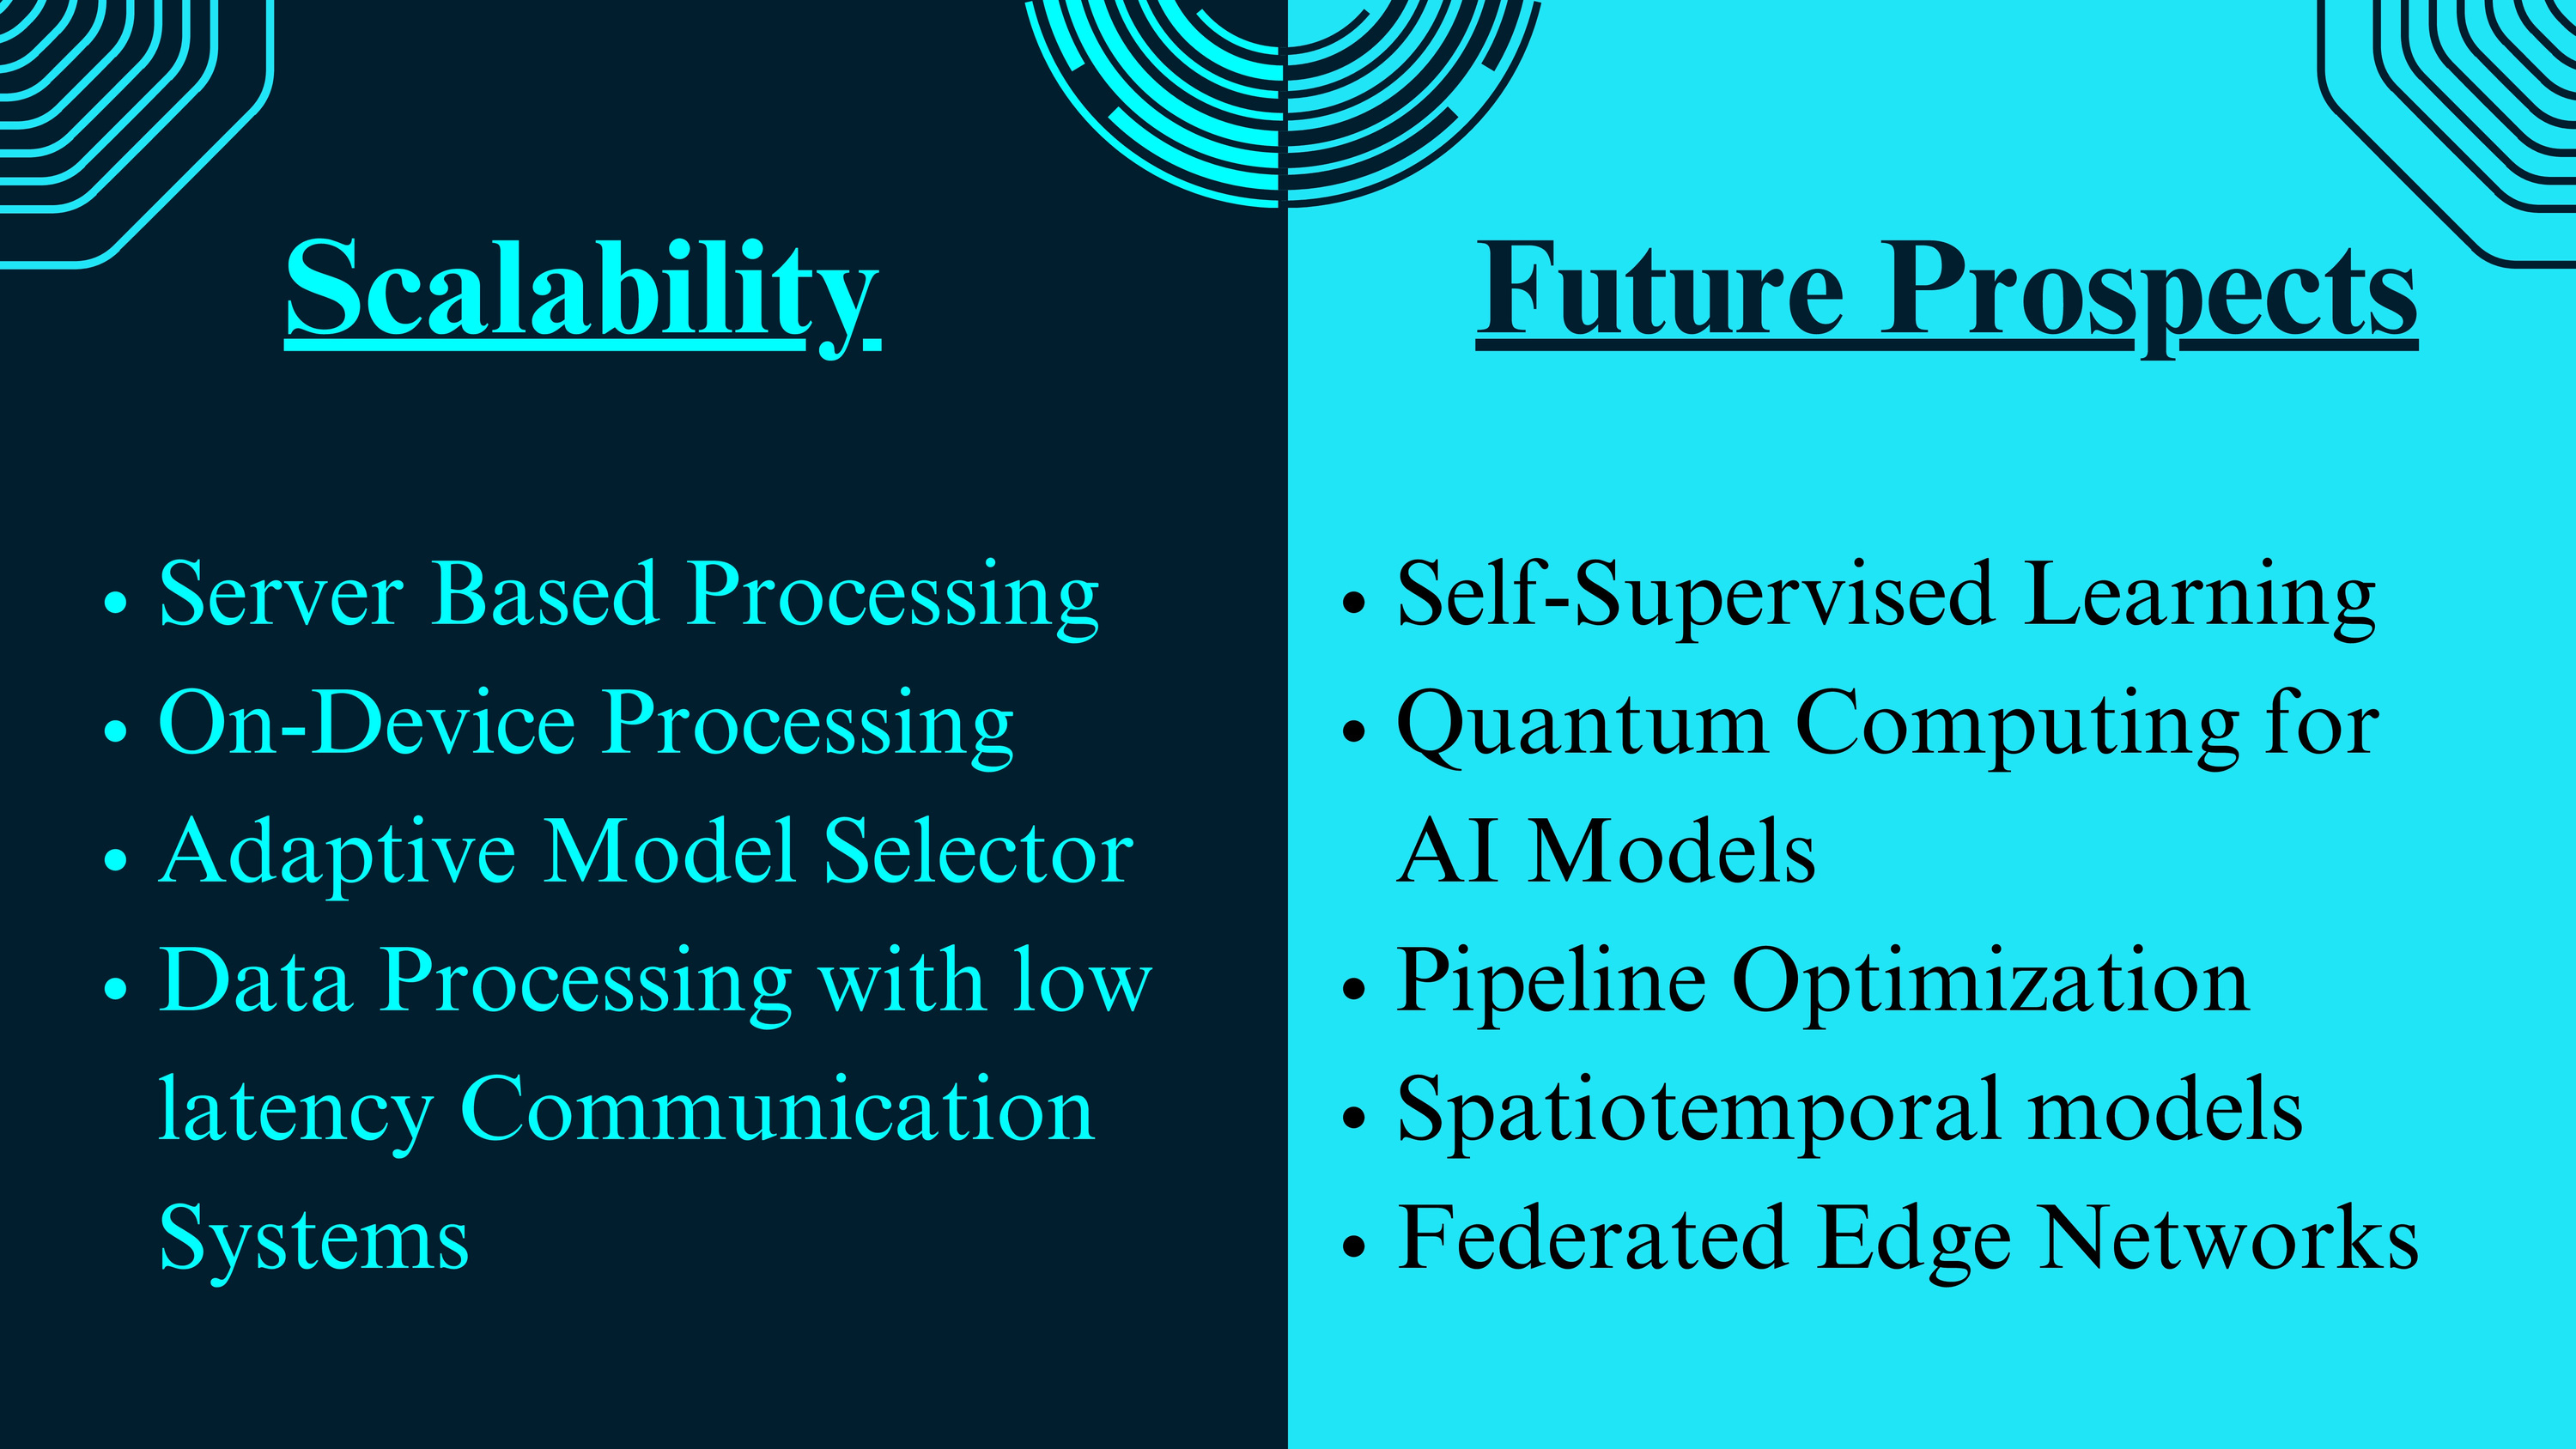 Scalability
• Server Based Processing
• On-Device Processing
• Adaptive Model Selector
• Data Processing with low
latency Communication
Systems
Future Prospects
• Self-Supervised Learning
• Quantum Computing for
AI Models
• Pipeline Optimization
• Spatiotemporal models
• Federated Edge Networks